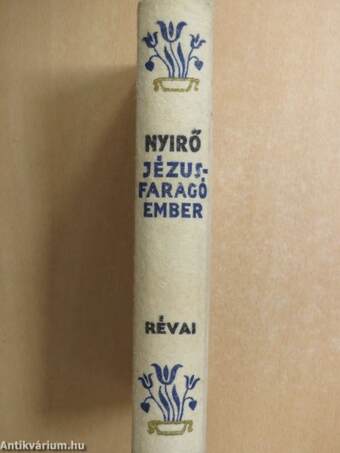 NYIRŐ
JÉZUS-
FARAGÓ
EMBER
RÉVAI
Antikvárium.hu